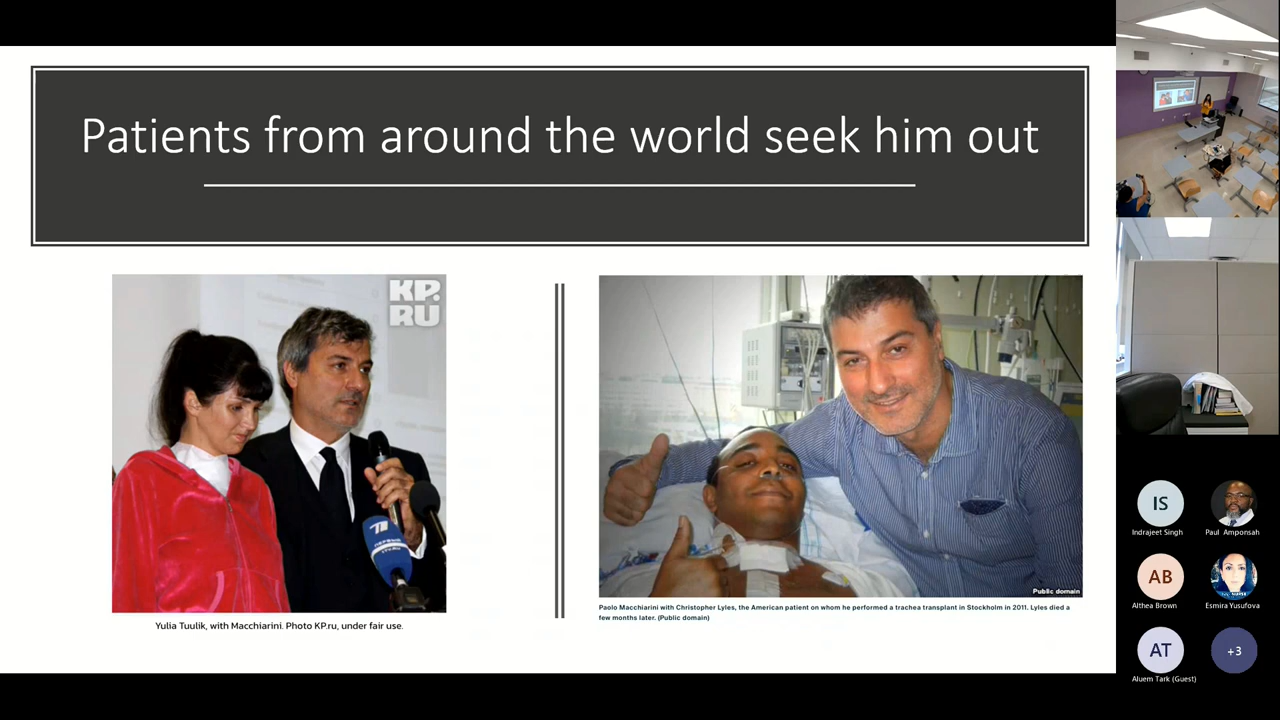 Patients from around the world seek him out
KP.
RU
ПЕРВЫЙ
Public domain
Yulia Tuulik, with Macchiarini. Photo KP.ru, under fair use.
Paolo Macchiarini with Christopher Lyles, the American patient on whom he performed a trachea transplant in Stockholm in 2011. Lyles died a
few months later. (Public domain)
IS
Indrajeet Singh
Paul Amponsah
AB
Althea Brown
Esmira Yusufova
AT
Aluem Tark (Guest)
+3